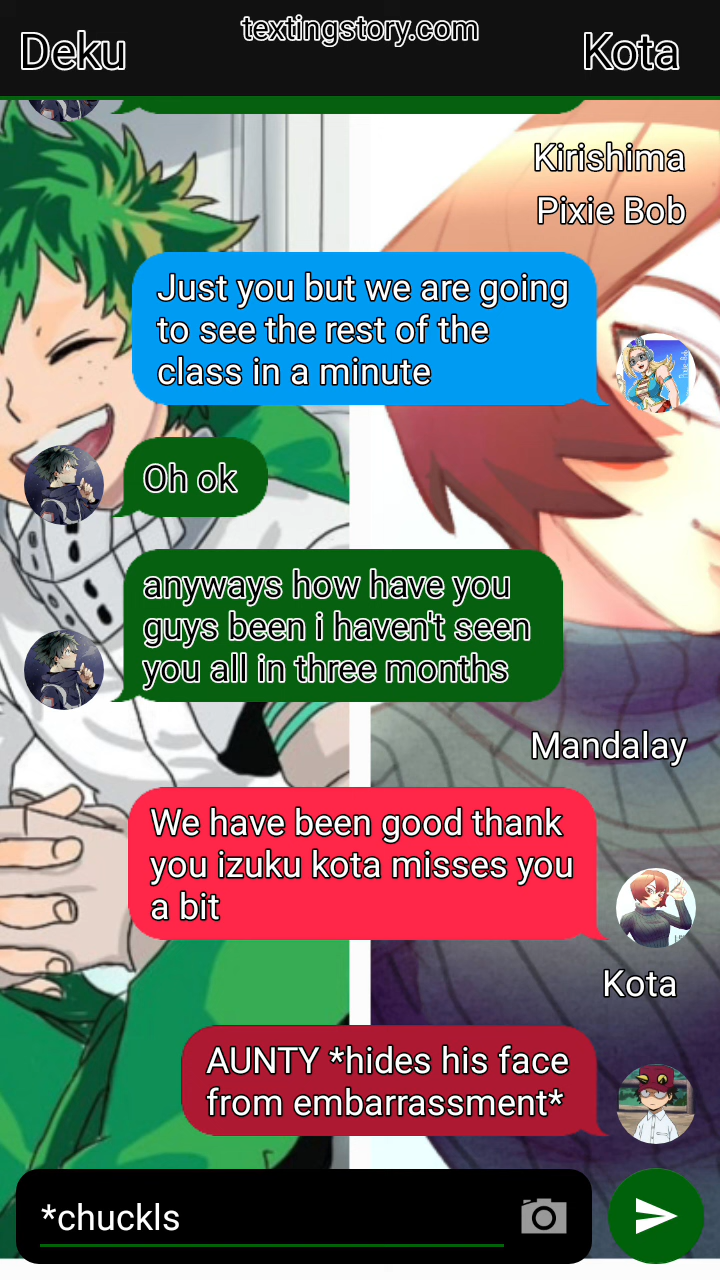 textingstory.com
Deku
Kota
Kirishima
Pixie Bob
Just you but we are going
to see the rest of the
class in a minute
Oh ok
anyways how have you
guys been i haven't seen
you all in three months
Mandalay
We have been good thank
you izuku kota misses you
a bit
Kota
AUNTY *hides his face
from embarrassment*
*chuckls